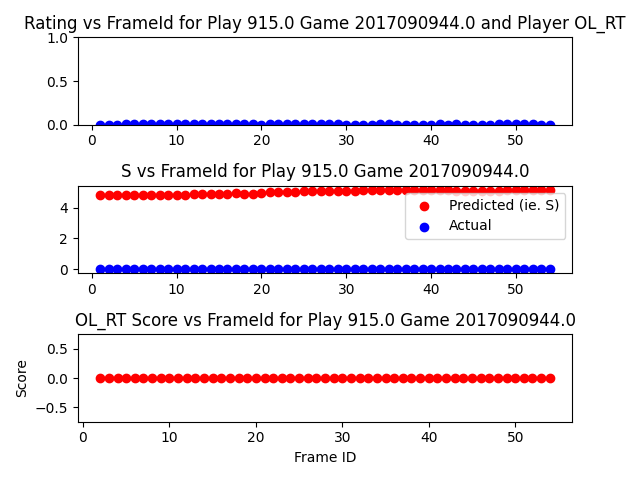 Rating vs FrameId for Play 915.0 Game 2017090944.0 and Player OL_RT
1.0
0.5
0.0
0 10 20 30 40 50
S vs FrameId for Play 915.0 Game 2017090944.0
4
2
0
Predicted (ie. S)
Actual
0 10 20 30 40 50
OL_RT Score vs FrameId for Play 915.0 Game 2017090944.0
0.5
0.0
−0.5
Score
0 10 20 30 40 50
Frame ID